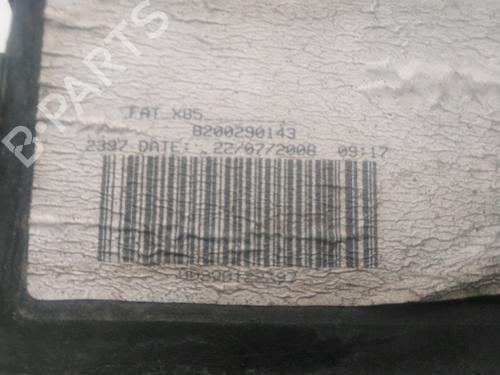 B-PARTS
FAT X85
8200290143
2397 DATE: 22/07/2008 09:17